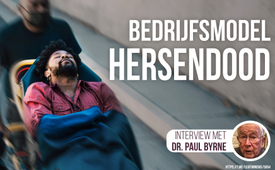 BEDRIJFSMODEL
HERSENDOOD
INTERVIEW MET
DR. PAUL BYRNE